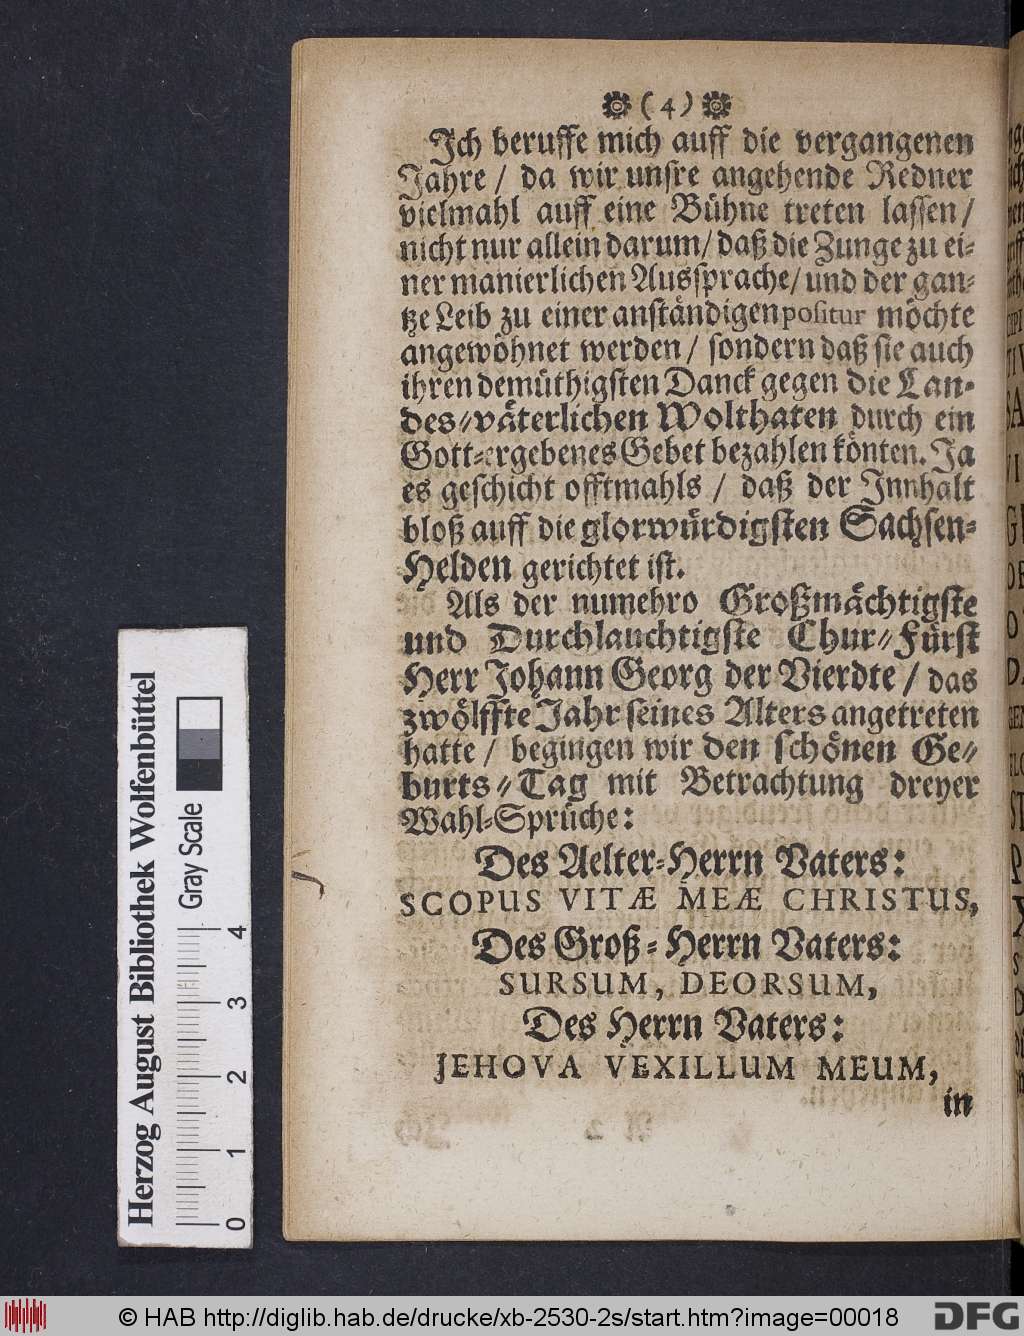 (4)
Ich beruffe mich auff die vergangenen
Jahre / da wir unsre angehende Redner
vielmahl auff eine Bühne treten lassen /
nicht nur allein darum / daß die Zunge zu ei-
ner manierlichen Aussprache / und der gan-
tze Leib zu einer anständigen positur möchte
angewöhnet werden / sondern daß sie auch
ihren demüthigsten Danck gegen die Lan-
des-väterlichen Wolthaten durch ein
Gott-ergebenes Gebet bezahlen könten. Ja
es geschicht offtmahls / daß der Innhalt
bloß auff die glorwürdigsten Sachsen-
Helden gerichtet ist.
Als der numehro Großmächtigste
und Durchlauchtigste Chur-Fürst
Herr Johann Georg der Vierdte / das
zwölffte Jahr seines Alters angetreten
hatte / begingen wir den schönen Ge-
burts-Tag mit Betrachtung dreyer
Wahl-Sprüche:
Des Aelter-Herrn Vaters:
SCOPUS VITÆ MEÆ CHRISTUS,
Des Groß-Herrn Vaters:
SURSUM, DEORSUM,
Des Herrn Vaters:
JEHOVA VEXILLUM MEUM,
in
Herzog August Bibliothek Wolfenbüttel
Gray Scale
0 1 2 3 4
© HAB http://diglib.hab.de/drucke/xb-2530-2s/start.htm?image=00018
DFG